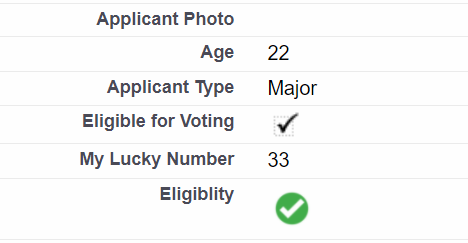 Applicant Photo
Age 22
Applicant Type Major
Eligible for Voting
My Lucky Number 33
Eligiblity